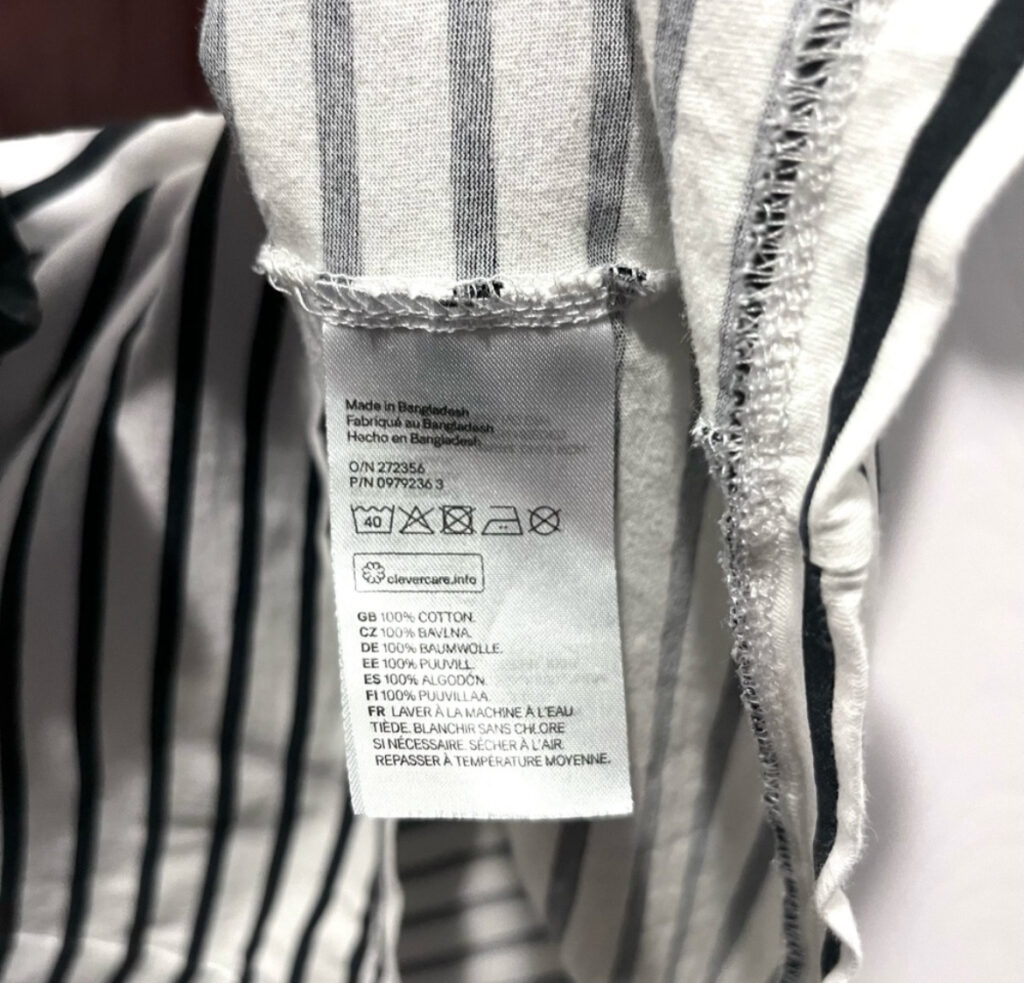 Made in Bangladesh
Fabriqué au Bangladesh
Hecho en Bangladesh
O/N 272356
P/N 0979236 3
40
clevercare.info
GB 100% COTTON.
CZ 100% BAVLNA.
DE 100% BAUMWOLLE.
EE 100% PUUVILL.
ES 100% ALGODÓN.
FI 100% PUUVILLAA.
FR LAVER À LA MACHINE À L'EAU
TIÈDE. BLANCHIR SANS CHLORE
SI NÉCESSAIRE. SÉCHER À L'AIR.
REPASSER À TEMPÉRATURE MOYENNE.